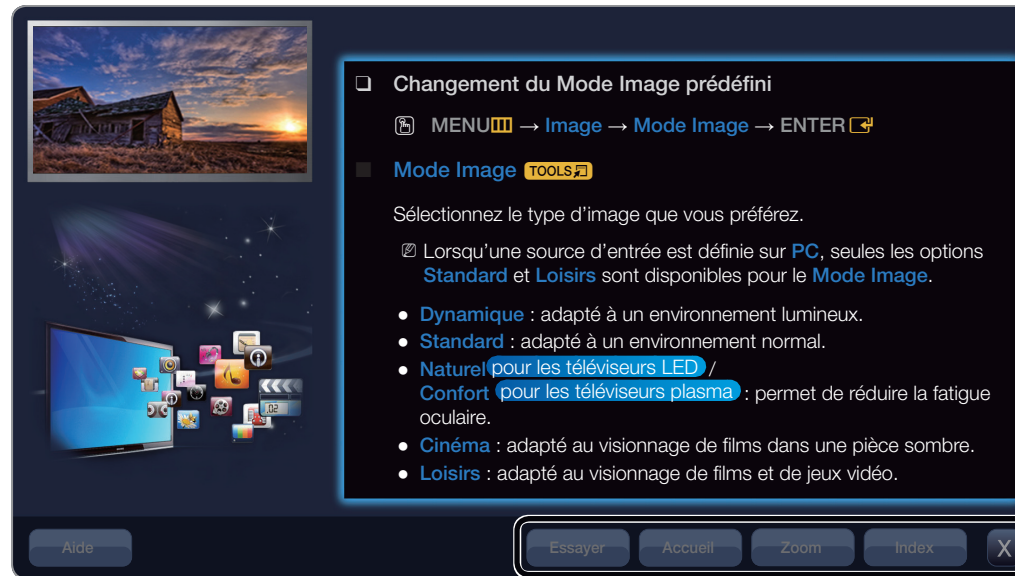 Changement du Mode Image prédéfini
MENU → Image → Mode Image → ENTER
Mode Image TOOLS
Sélectionnez le type d'image que vous préférez.
Lorsqu'une source d'entrée est définie sur PC, seules les options
Standard et Loisirs sont disponibles pour le Mode Image.
● Dynamique : adapté à un environnement lumineux.
● Standard : adapté à un environnement normal.
● Naturel pour les téléviseurs LED /
Confort pour les téléviseurs plasma : permet de réduire la fatigue
oculaire.
● Cinéma : adapté au visionnage de films dans une pièce sombre.
● Loisirs : adapté au visionnage de films et de jeux vidéo.
Aide Essayer Accueil Zoom Index X